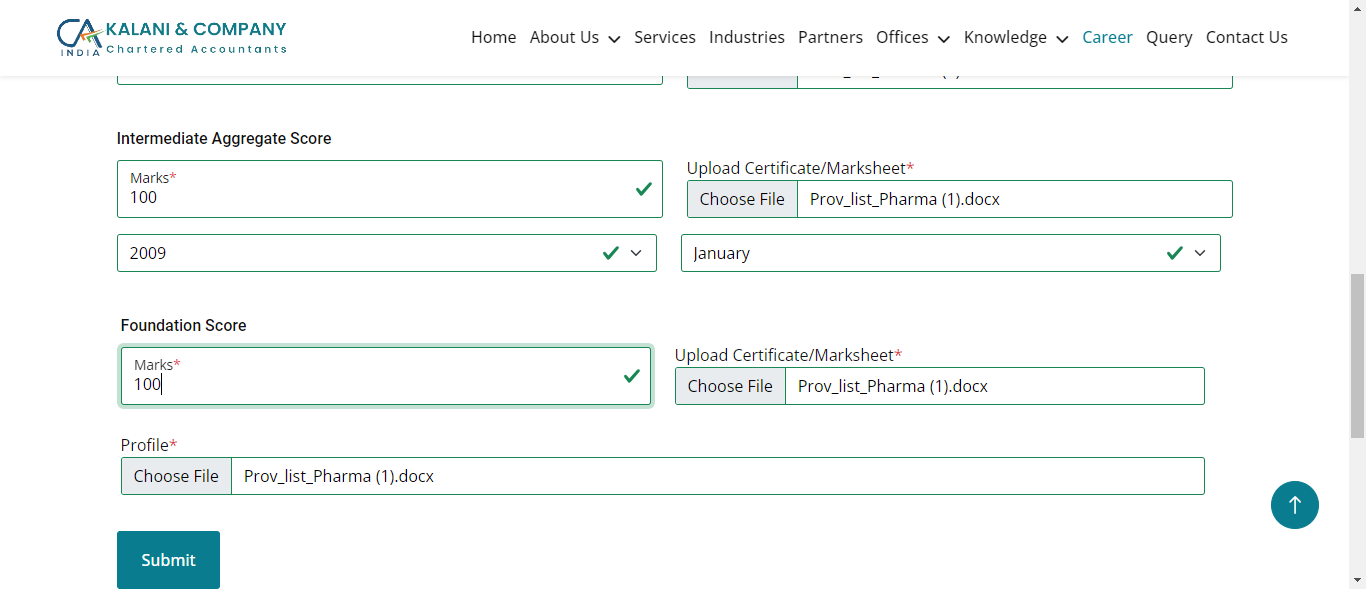 KALANI & COMPANY
Chartered Accountants
CA
INDIA
Home About Us Services Industries Partners Offices Knowledge Career Query Contact Us
Intermediate Aggregate Score
Marks*
100
Upload Certificate/Marksheet*
Choose File Prov_list_Pharma (1).docx
2009
January
Foundation Score
Marks*
100
Upload Certificate/Marksheet*
Choose File Prov_list_Pharma (1).docx
Profile*
Choose File Prov_list_Pharma (1).docx
Submit